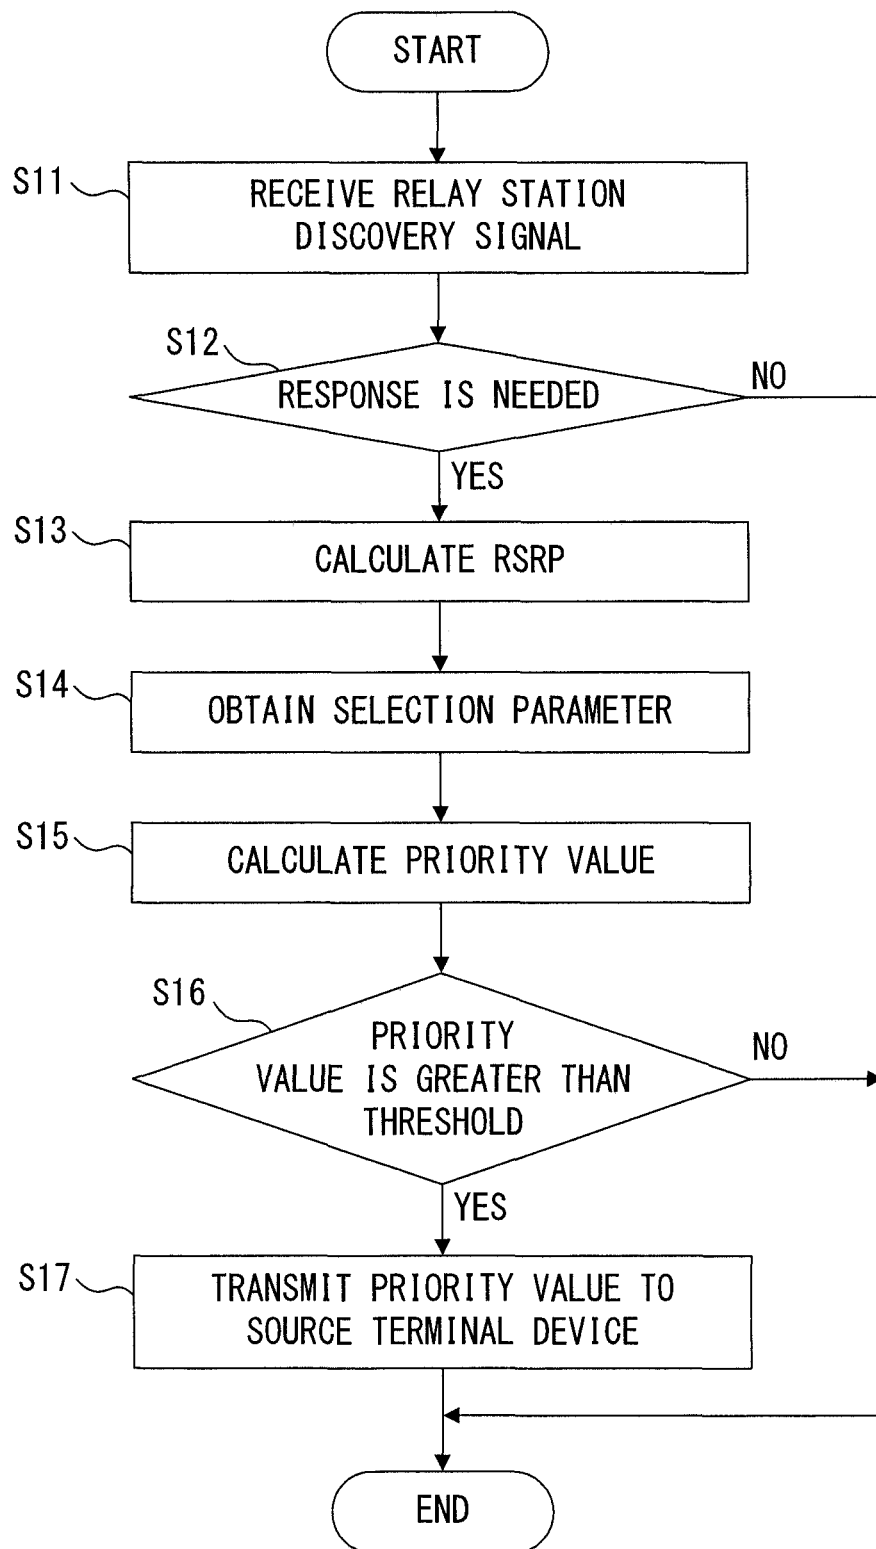 START
S11
RECEIVE RELAY STATION
DISCOVERY SIGNAL
S12
RESPONSE IS NEEDED
NO
YES
S13
CALCULATE RSRP
S14
OBTAIN SELECTION PARAMETER
S15
CALCULATE PRIORITY VALUE
S16
PRIORITY
VALUE IS GREATER THAN
THRESHOLD
NO
YES
S17
TRANSMIT PRIORITY VALUE TO
SOURCE TERMINAL DEVICE
END